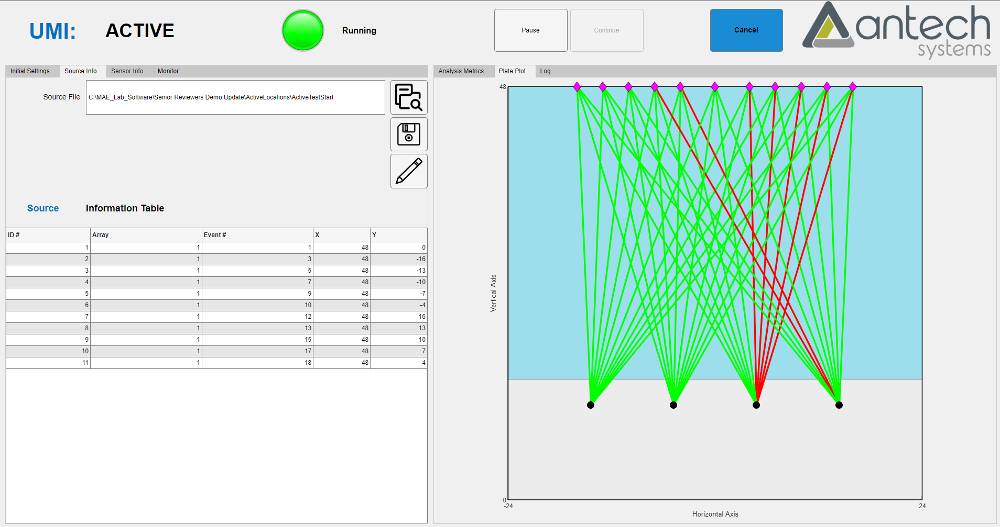 UMI: ACTIVE Running Pause Continue Cancel antech
systems
Initial Settings Source Info Sensor Info Monitor
Source File C:\MAE_Lab_Software\Senior Reviewers Demo Update\ActiveLocations\ActiveTestStart
Source Information Table
ID # Array Event # X Y
1 1 1 48 0
2 1 3 48 -16
3 1 5 48 -13
4 1 7 48 -10
5 1 9 48 -7
6 1 10 48 -4
7 1 12 48 16
8 1 13 48 13
9 1 15 48 10
10 1 17 48 7
11 1 18 48 4
Analysis Metrics Plate Plot Log
48
Vertical Axis
0
-24 24
Horizontal Axis